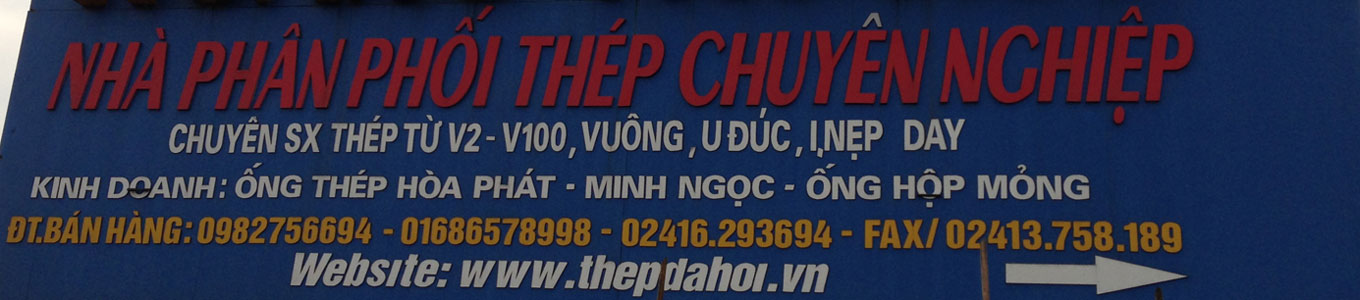 NHÀ PHÂN PHỐI THÉP CHUYÊN NGHIỆP
CHUYÊN SX THÉP TỪ V2 - V100, VUÔNG, U ĐÚC, I, NẸP DAY
KINH DOANH: ỐNG THÉP HÒA PHÁT - MINH NGỌC - ỐNG HỘP MỎNG
ĐT.BÁN HÀNG: 0982756694 - 01686578998 - 02416.293694 - FAX/ 02413.758.189
Website: www.thepdahoi.vn